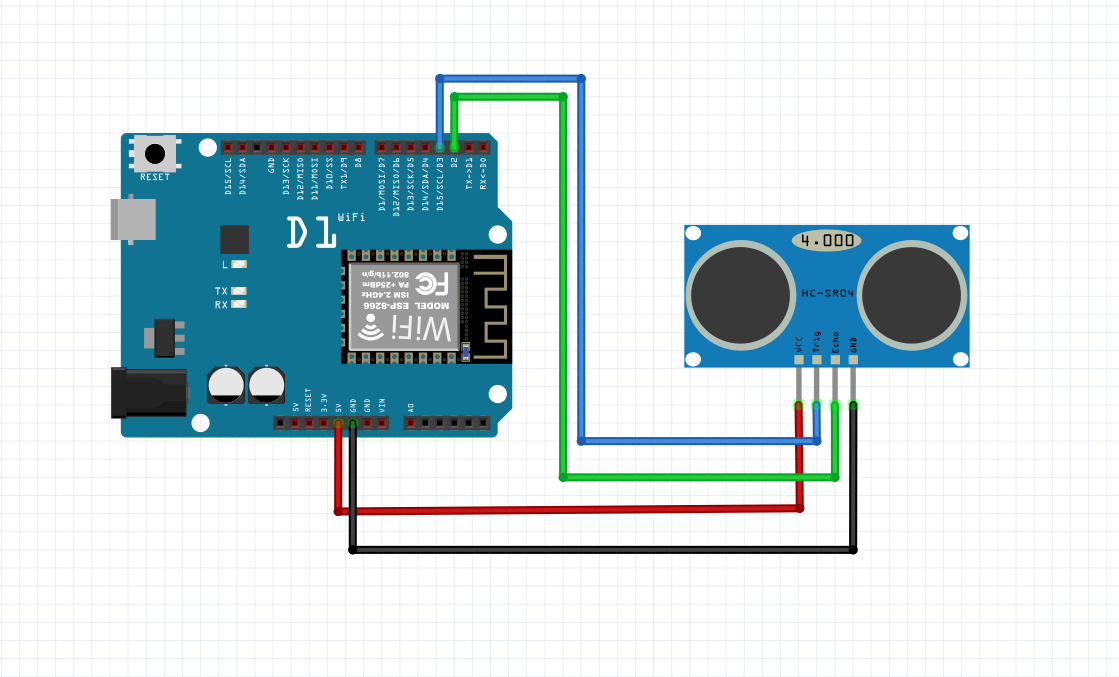 RESET
D15/SCL
D14/SDA
GND
D13/SCK
D12/MISO
D11/MOSI
D10/SS
TX1/D9
D8
D1/MOSI/D7
D12/MISO/D6
D13/SCK/D5
D14/SDA/D4
D15/SCL/D3
D2
TX->D1
RX<-D0
D1
WiFi
L
TX
RX
WiFi
MODEL ESP-8266
ISM 2.4GHz
PA +25dBm
802.11b/g/n
FC
5V
RESET
3.3V
5V
GND
GND
VIN
A0
4.000
HC-SR04
VCC
Trig
Echo
GND